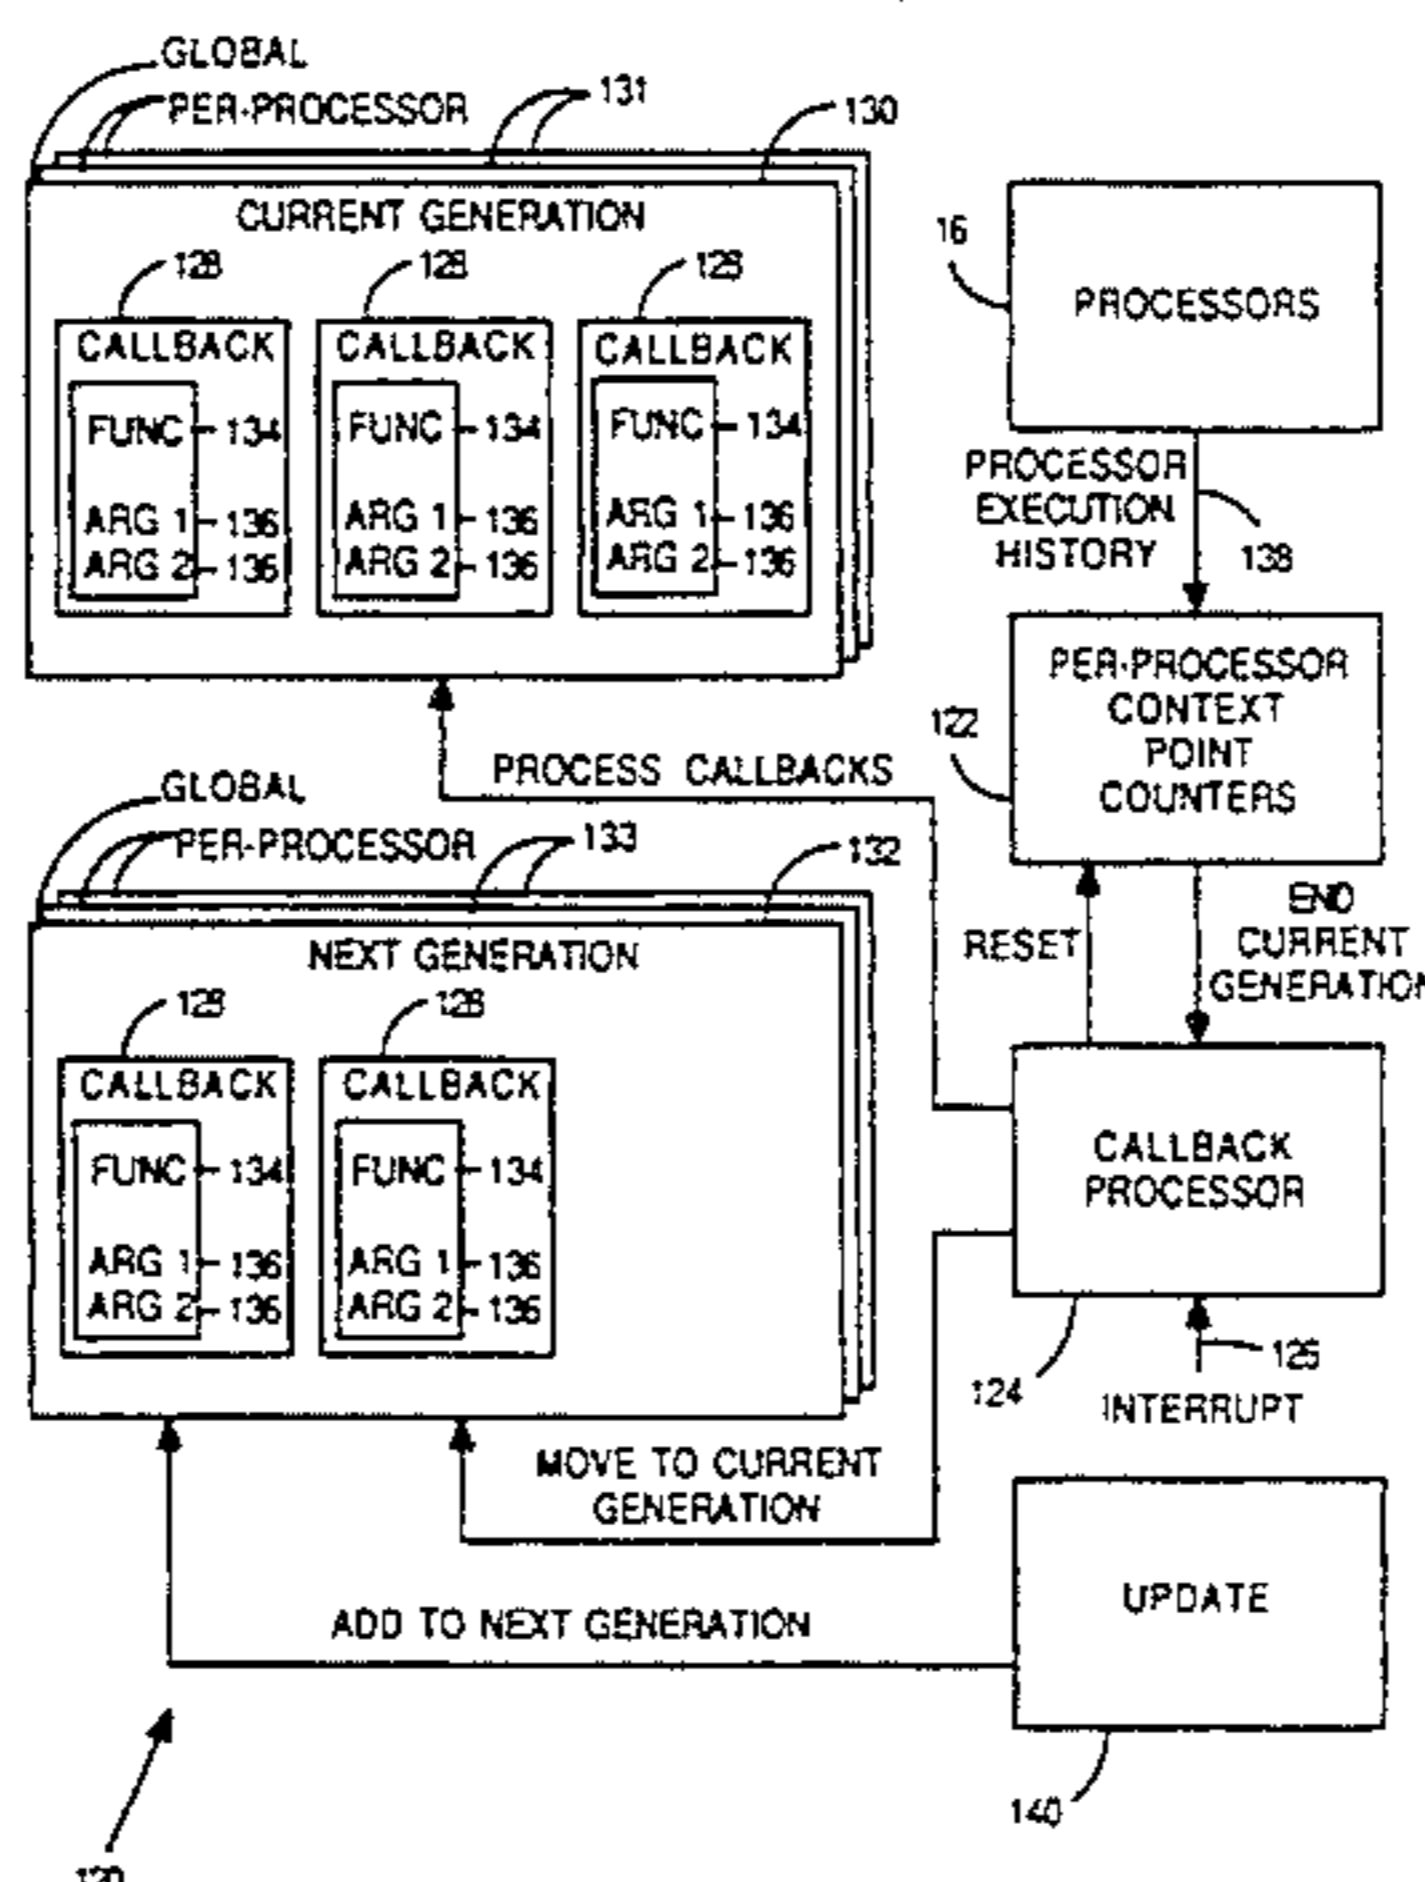 GLOBAL
PER-PROCESSOR
131
130
CURRENT GENERATION
128 128 128
CALLBACK CALLBACK CALLBACK
FUNC 134 FUNC 134 FUNC 134
ARG 1 136 ARG 1 136 ARG 1 136
ARG 2 136 ARG 2 136 ARG 2 136
16
PROCESSORS
PROCESSOR
EXECUTION
HISTORY
138
PER-PROCESSOR
CONTEXT
POINT
COUNTERS
122
PROCESS CALLBACKS
GLOBAL
PER-PROCESSOR
133
132
NEXT GENERATION
128 128
CALLBACK CALLBACK
FUNC 134 FUNC 134
ARG 1 136 ARG 1 136
ARG 2 136 ARG 2 136
RESET
END
CURRENT
GENERATION
CALLBACK
PROCESSOR
124
126
INTERRUPT
MOVE TO CURRENT
GENERATION
UPDATE
ADD TO NEXT GENERATION
140
120